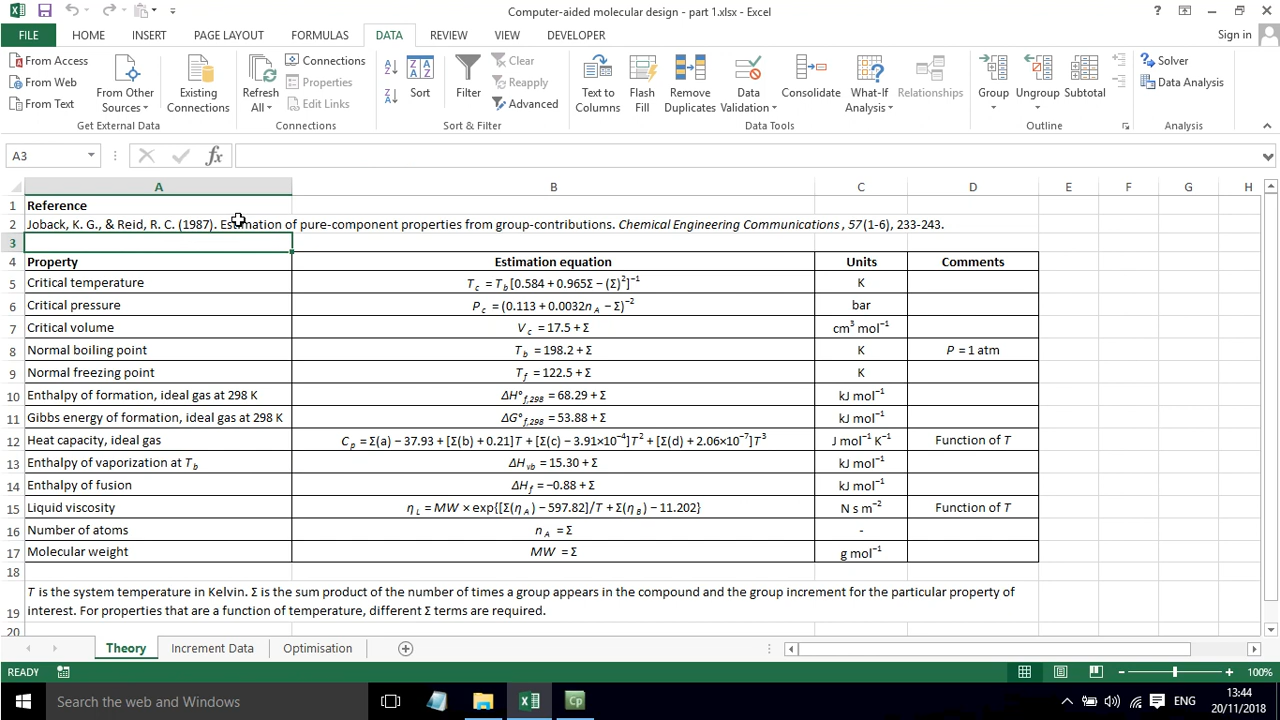 Computer-aided molecular design - part 1.xlsx - Excel
?
FILE HOME INSERT PAGE LAYOUT FORMULAS DATA REVIEW VIEW DEVELOPER Sign in
From Access
From Web
From Text
From Other Sources
Existing Connections
Get External Data
Refresh All
Connections
Properties
Edit Links
Connections
Sort
Filter
Clear
Reapply
Advanced
Sort & Filter
Text to Columns
Flash Fill
Remove Duplicates
Data Validation
Consolidate
What-If Analysis
Relationships
Data Tools
Group
Ungroup
Subtotal
Outline
Solver
Data Analysis
Analysis
A3 fx
A B C D E F G H
1 Reference
2 Joback, K. G., & Reid, R. C. (1987). Estimation of pure-component properties from group-contributions. Chemical Engineering Communications , 57 (1-6), 233-243.
3
4 Property Estimation equation Units Comments
5 Critical temperature T c = T b [0.584 + 0.965Σ − (Σ)²]⁻¹ K
6 Critical pressure P c = (0.113 + 0.0032n A − Σ)⁻² bar
7 Critical volume V c = 17.5 + Σ cm³ mol⁻¹
8 Normal boiling point T b = 198.2 + Σ K P = 1 atm
9 Normal freezing point T f = 122.5 + Σ K
10 Enthalpy of formation, ideal gas at 298 K ΔH° f,298 = 68.29 + Σ kJ mol⁻¹
11 Gibbs energy of formation, ideal gas at 298 K ΔG° f,298 = 53.88 + Σ kJ mol⁻¹
12 Heat capacity, ideal gas C p = Σ(a) − 37.93 + [Σ(b) + 0.21]T + [Σ(c) − 3.91×10⁻⁴]T² + [Σ(d) + 2.06×10⁻⁷]T³ J mol⁻¹ K⁻¹ Function of T
13 Enthalpy of vaporization at T b ΔH vb = 15.30 + Σ kJ mol⁻¹
14 Enthalpy of fusion ΔH f = −0.88 + Σ kJ mol⁻¹
15 Liquid viscosity η L = MW × exp{[Σ(η A ) − 597.82]/T + Σ(η B ) − 11.202} N s m⁻² Function of T
16 Number of atoms n A = Σ -
17 Molecular weight MW = Σ g mol⁻¹
18
T is the system temperature in Kelvin. Σ is the sum product of the number of times a group appears in the compound and the group increment for the particular property of
19 interest. For properties that are a function of temperature, different Σ terms are required.
20
Theory Increment Data Optimisation
READY 100%
Search the web and Windows Cp ENG 13:44
20/11/2018